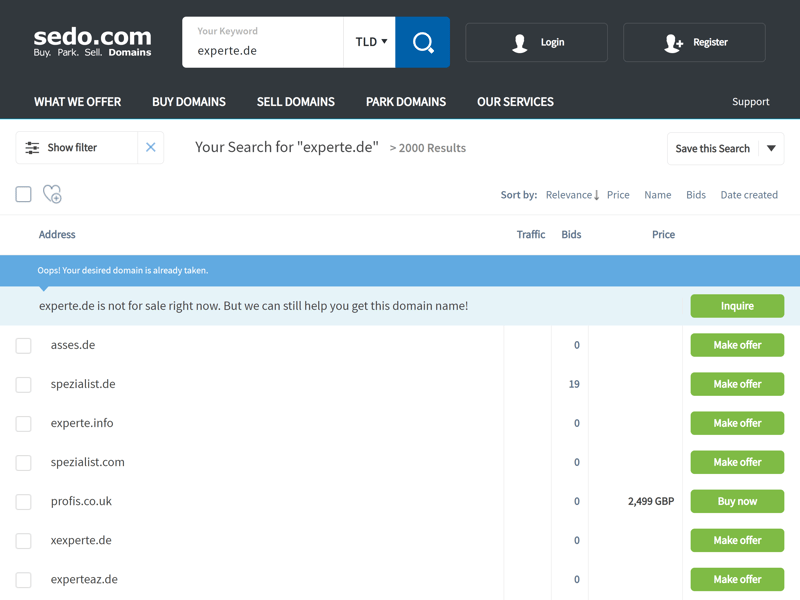 sedo.com
Buy. Park. Sell. Domains
Your Keyword
experte.de
TLD
Login
Register
WHAT WE OFFER BUY DOMAINS SELL DOMAINS PARK DOMAINS OUR SERVICES Support
Show filter
Your Search for "experte.de" > 2000 Results
Save this Search
Sort by: Relevance Price Name Bids Date created
Address Traffic Bids Price
Oops! Your desired domain is already taken.
experte.de is not for sale right now. But we can still help you get this domain name! Inquire
asses.de 0 Make offer
spezialist.de 19 Make offer
experte.info 0 Make offer
spezialist.com 0 Make offer
profis.co.uk 0 2,499 GBP Buy now
xexperte.de 0 Make offer
experteaz.de 0 Make offer